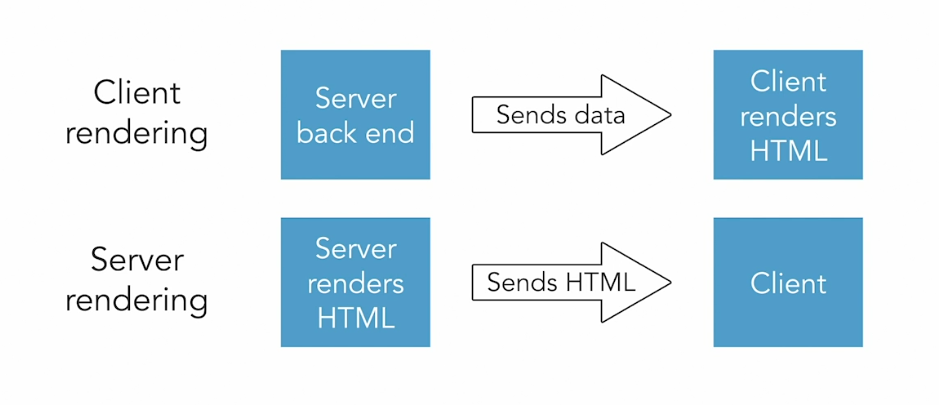 Client
rendering
Server
back end
Sends data
Client
renders
HTML
Server
rendering
Server
renders
HTML
Sends HTML
Client